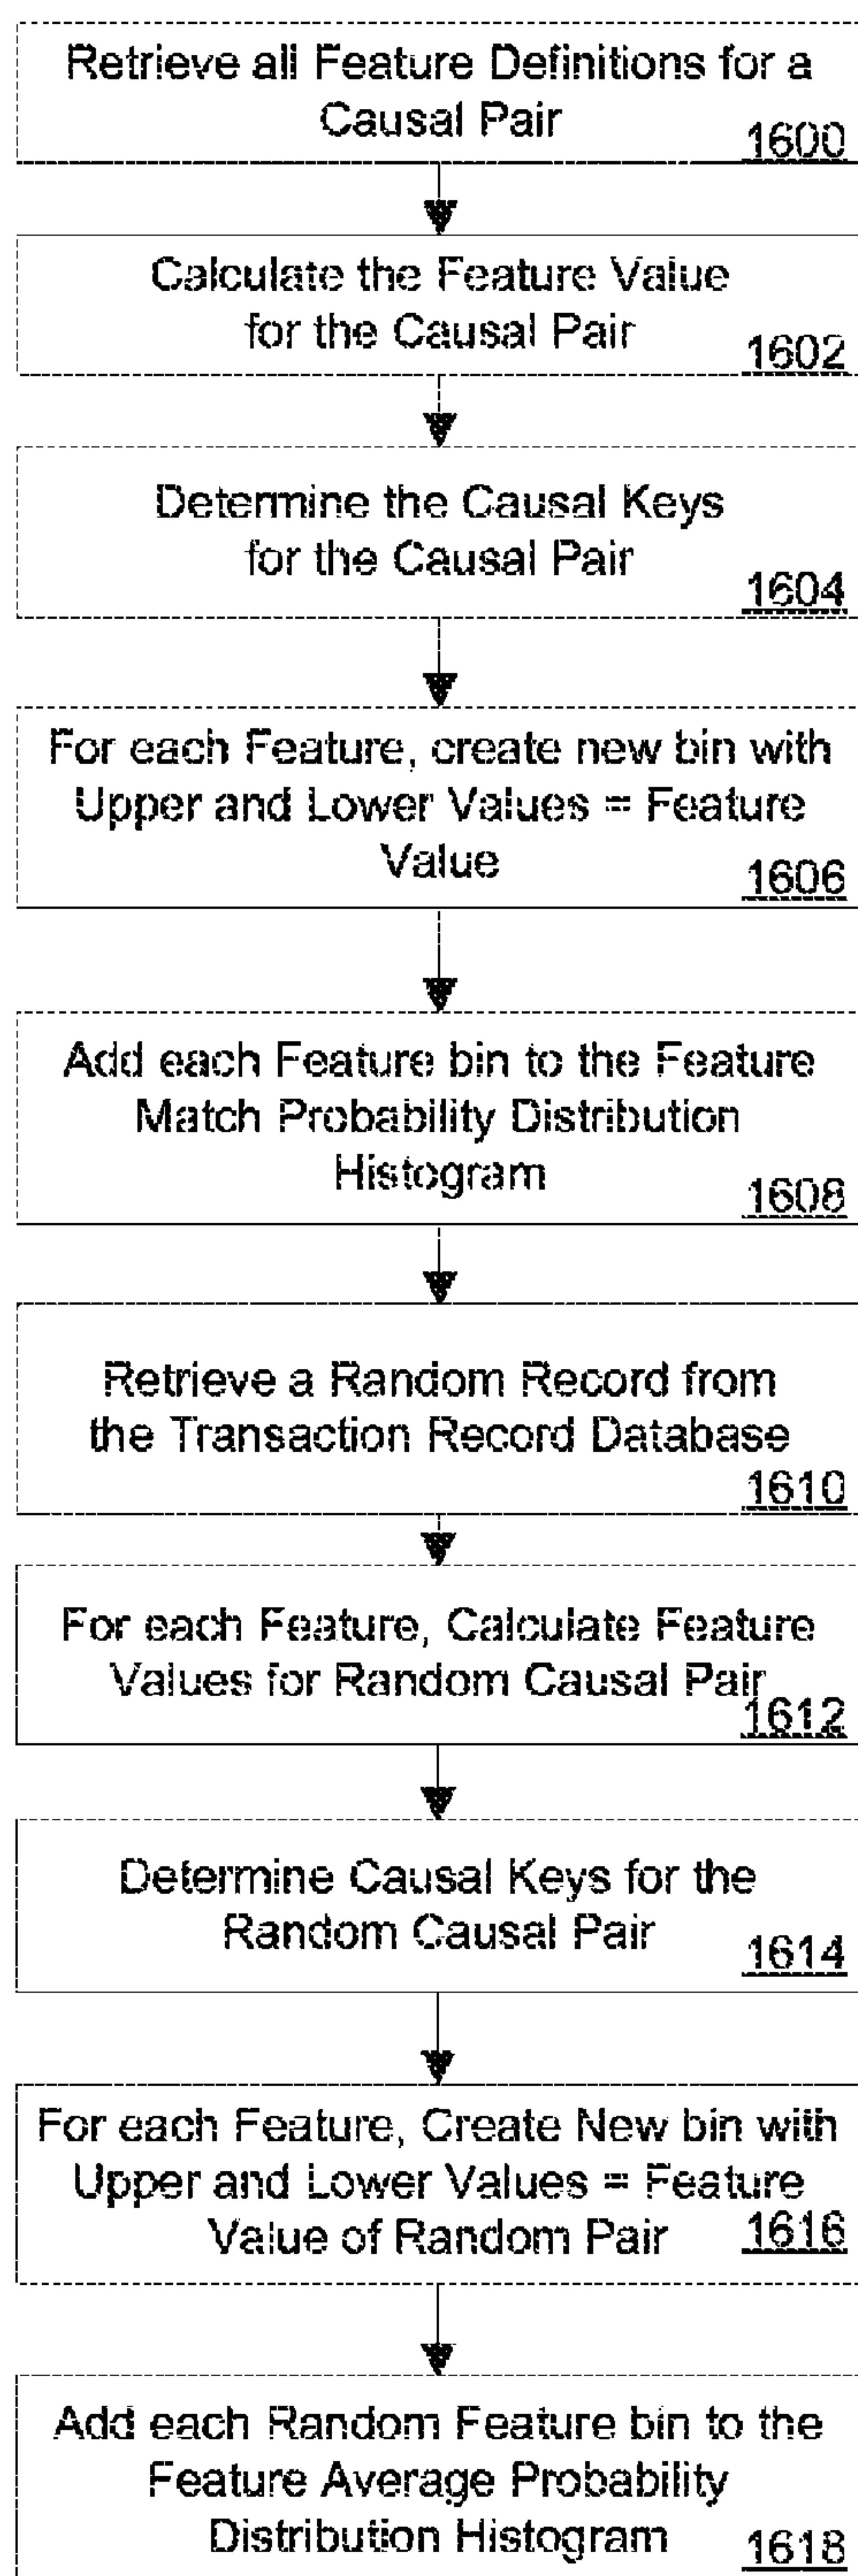 Retrieve all Feature Definitions for a
Causal Pair
1600
Calculate the Feature Value
for the Causal Pair
1602
Determine the Causal Keys
for the Causal Pair
1604
For each Feature, create new bin with
Upper and Lower Values = Feature
Value
1606
Add each Feature bin to the Feature
Match Probability Distribution
Histogram
1608
Retrieve a Random Record from
the Transaction Record Database
1610
For each Feature, Calculate Feature
Values for Random Causal Pair
1612
Determine Causal Keys for the
Random Causal Pair
1614
For each Feature, Create New bin with
Upper and Lower Values = Feature
Value of Random Pair
1616
Add each Random Feature bin to the
Feature Average Probability
Distribution Histogram
1618